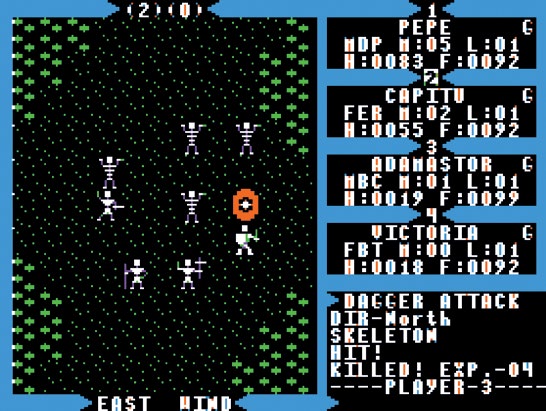 (2)(0)
1
PEPE G
MDP M:05 L:01
H:0083 F:0092
2
CAPITU G
FER M:02 L:01
H:0055 F:0092
3
ADAMASTOR G
MBC M:01 L:01
H:0019 F:0099
4
VICTORIA G
FBT M:00 L:01
H:0018 F:0092
DAGGER ATTACK
DIR-North
SKELETON
HIT!
KILLED! EXP.-04
----PLAYER-3----
EAST WIND